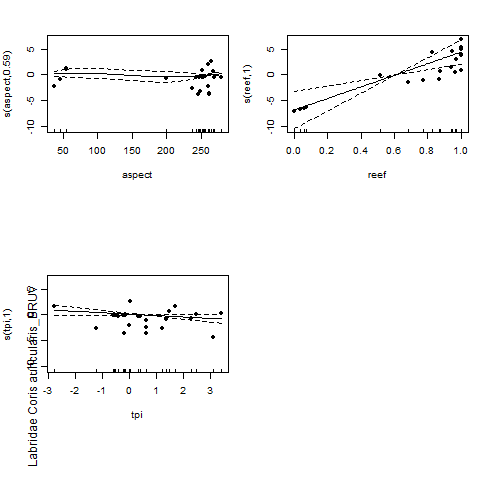 s(aspect,0.59)
5
0
-5
-10
50 100 150 200 250
aspect
s(reef,1)
5
0
-5
-10
0.0 0.2 0.4 0.6 0.8 1.0
reef
s(tpi,1)
Labridae Coris auricularis_BRUV
-3 -2 -1 0 1 2 3
tpi